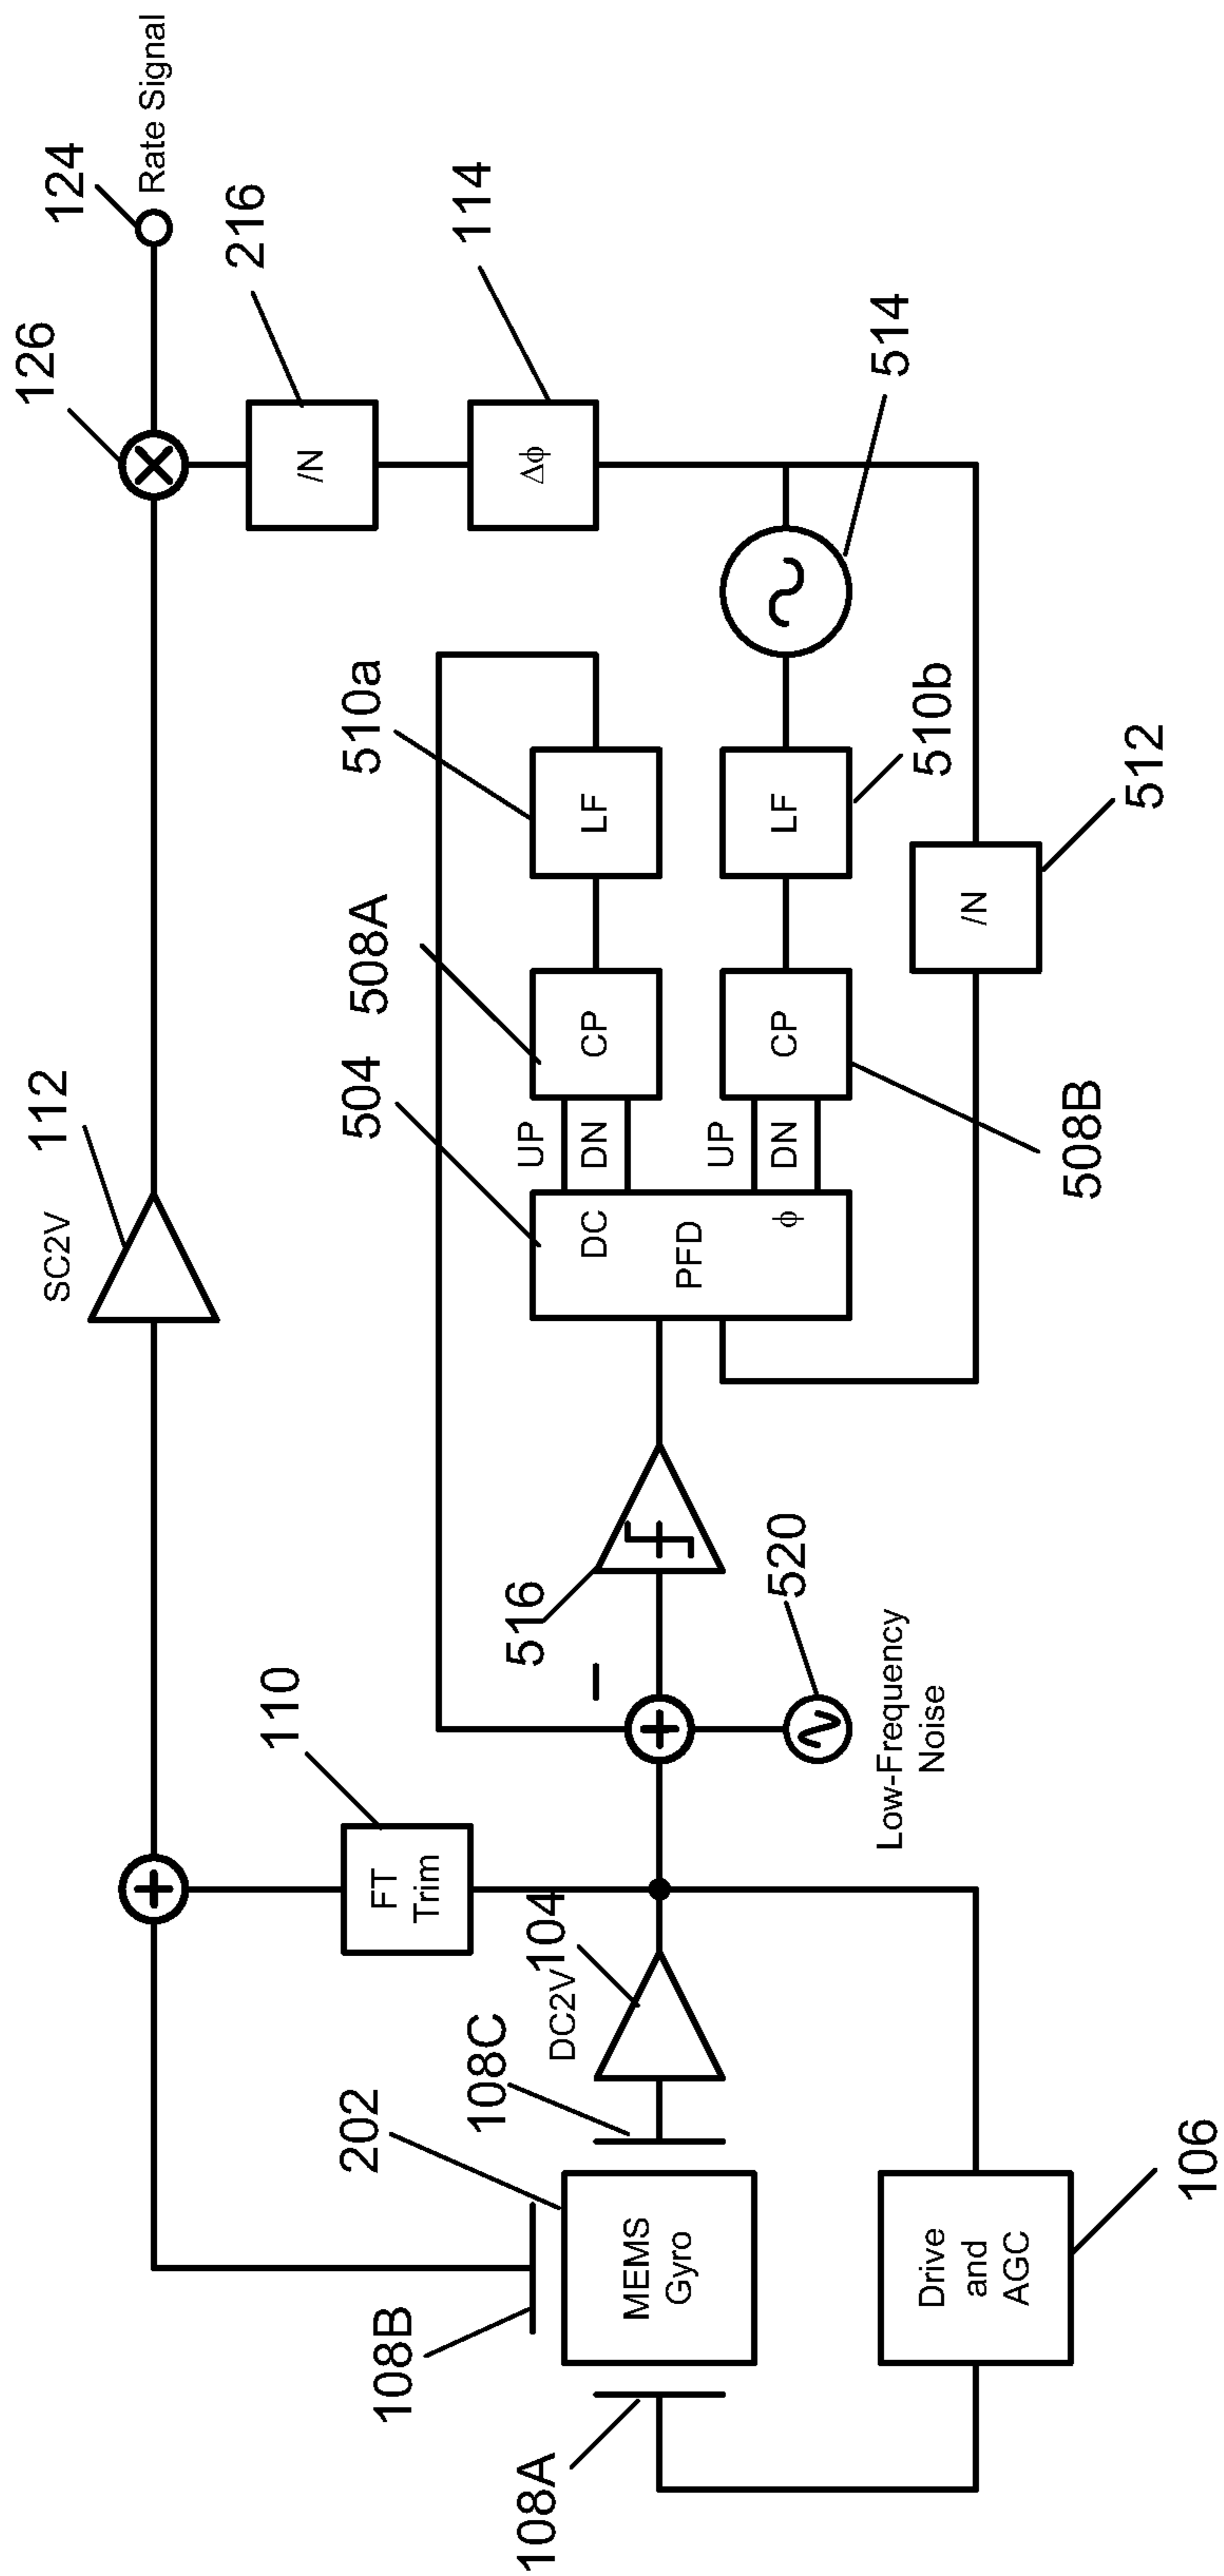 124
Rate Signal
126
216
/N
114
Δϕ
514
112
SC2V
510a
LF
508A
CP
504
UP
DN
DC
PFD
ϕ
UP
DN
CP
508B
LF
510b
/N
512
516
520
Low-Frequency
Noise
+
−
+
110
FT
Trim
104
DC2V
108C
202
MEMS
Gyro
108B
108A
Drive
and
AGC
106